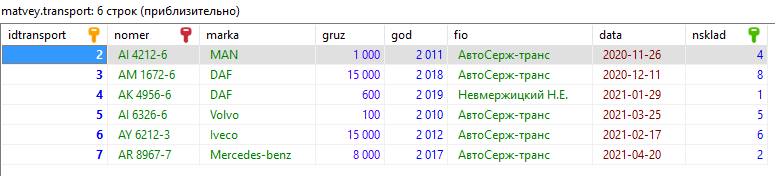 matvey.transport: 6 строк (приблизительно)
idtransport nomer marka gruz god fio data nsklad
2 AI 4212-6 MAN 1 000 2 011 АвтоСерж-транс 2020-11-26 4
3 AM 1672-6 DAF 15 000 2 018 АвтоСерж-транс 2020-12-11 8
4 AK 4956-6 DAF 600 2 019 Невмержицкий Н.Е. 2021-01-29 1
5 AI 6326-6 Volvo 100 2 010 АвтоСерж-транс 2021-03-25 5
6 AY 6212-3 Iveco 15 000 2 012 АвтоСерж-транс 2021-02-17 6
7 AR 8967-7 Mercedes-benz 8 000 2 017 АвтоСерж-транс 2021-04-20 2